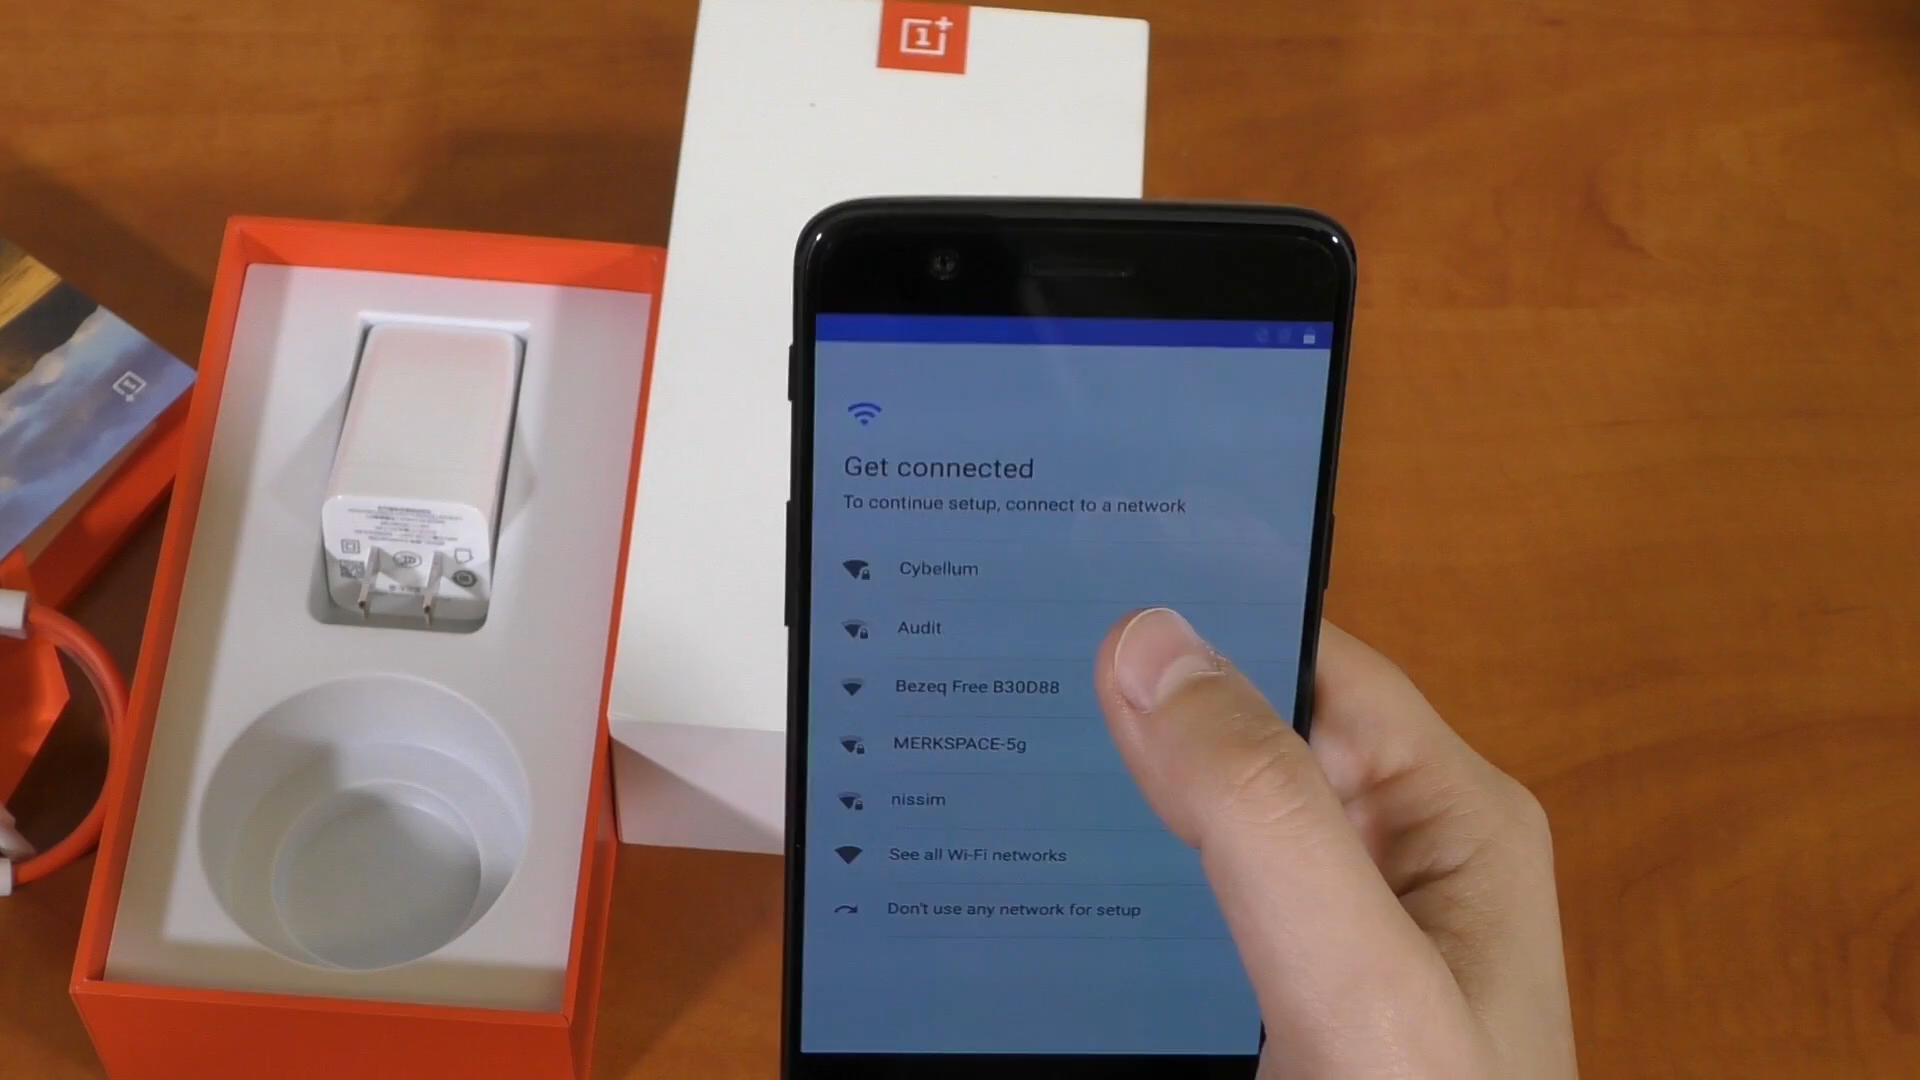 1+
Get connected
To continue setup, connect to a network
Cybellum
Audit
Bezeq Free B30D88
MERKSPACE-5g
nissim
See all Wi-Fi networks
Don't use any network for setup